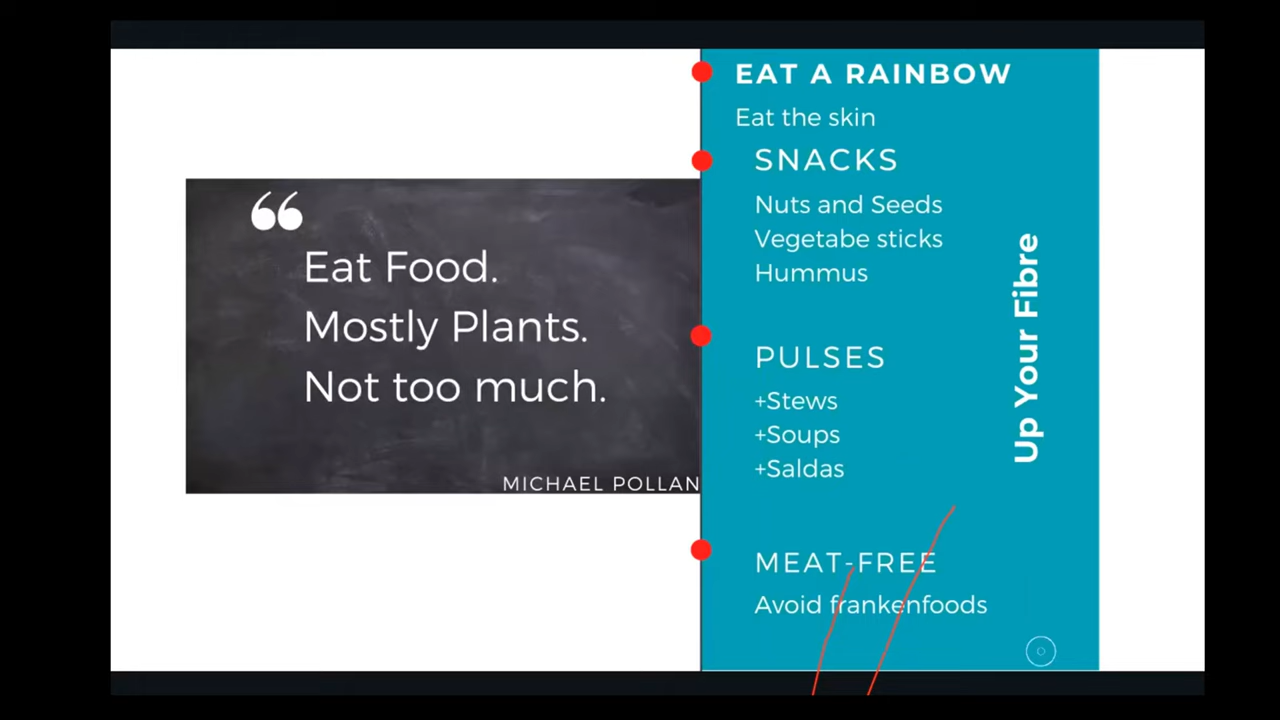 “
Eat Food.
Mostly Plants.
Not too much.
MICHAEL POLLAN
EAT A RAINBOW
Eat the skin
SNACKS
Nuts and Seeds
Vegetabe sticks
Hummus
PULSES
+Stews
+Soups
+Saldas
MEAT-FREE
Avoid frankenfoods
Up Your Fibre